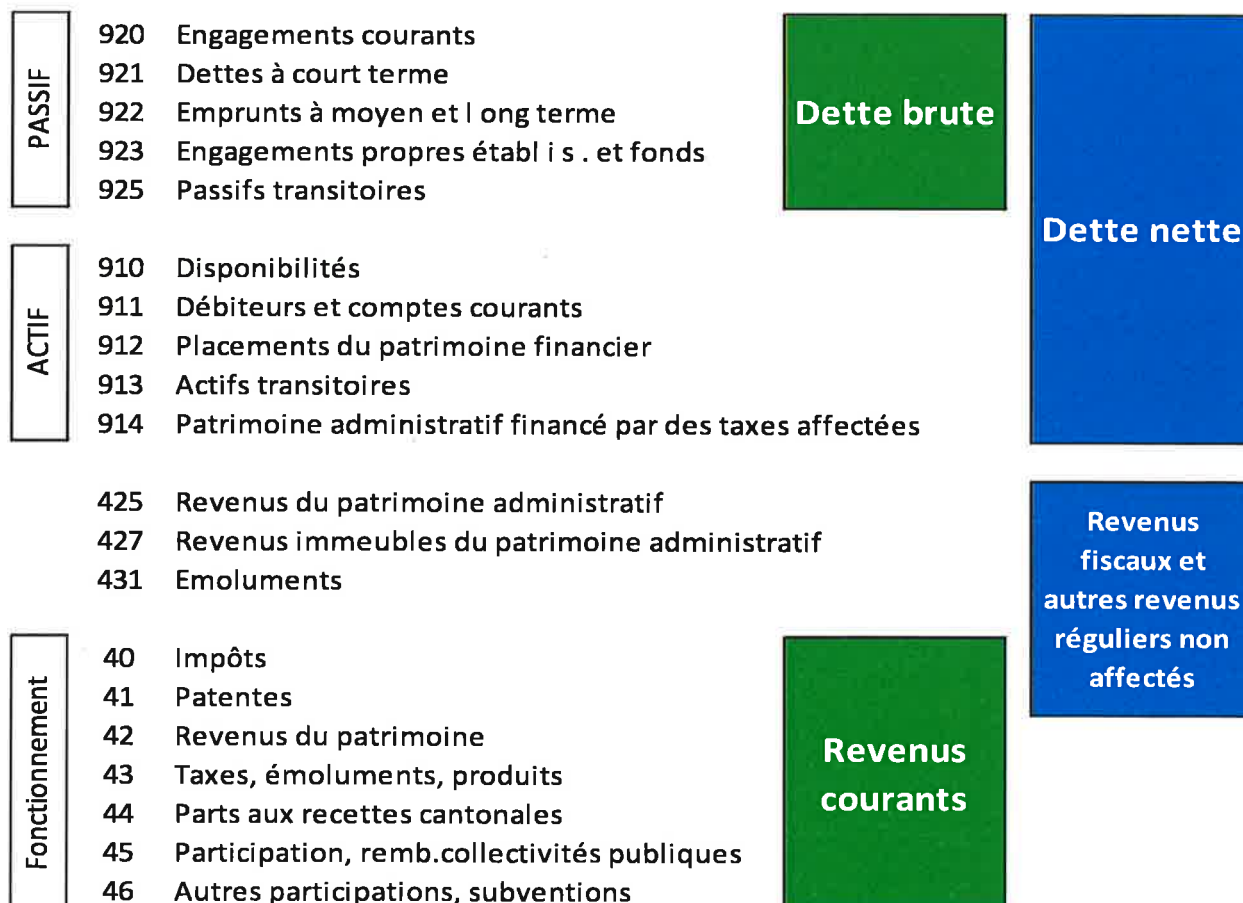 PASSIF
920 Engagements courants
921 Dettes à court terme
922 Emprunts à moyen et l ong terme
923 Engagements propres établ i s . et fonds
925 Passifs transitoires
Dette brute
Dette nette
ACTIF
910 Disponibilités
911 Débiteurs et comptes courants
912 Placements du patrimoine financier
913 Actifs transitoires
914 Patrimoine administratif financé par des taxes affectées
425 Revenus du patrimoine administratif
427 Revenus immeubles du patrimoine administratif
431 Emoluments
Revenus
fiscaux et
autres revenus
réguliers non
affectés
Fonctionnement
40 Impôts
41 Patentes
42 Revenus du patrimoine
43 Taxes, émoluments, produits
44 Parts aux recettes cantonales
45 Participation, remb.collectivités publiques
46 Autres participations, subventions
Revenus
courants